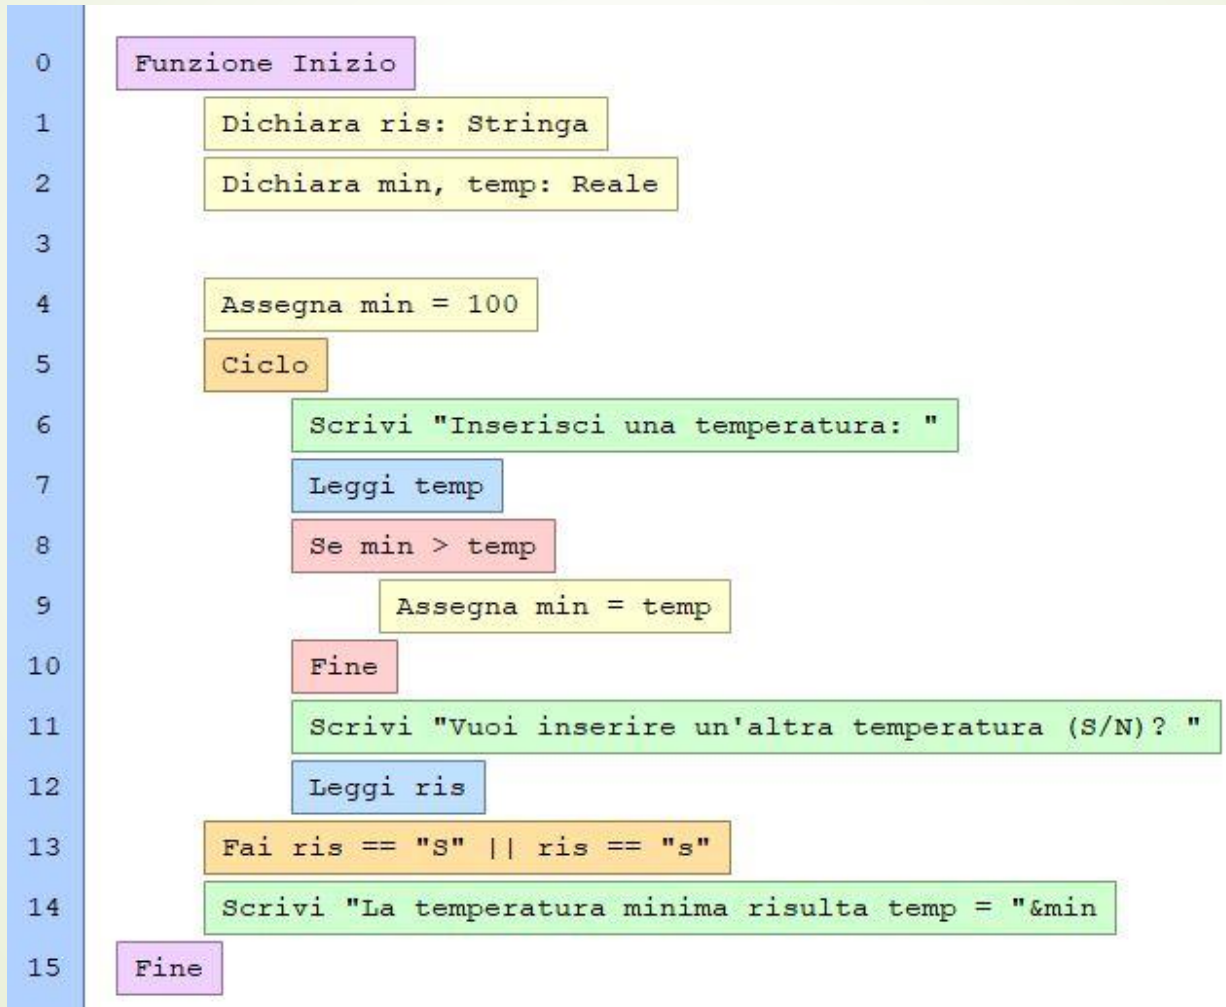 0 Funzione Inizio
1 Dichiara ris: Stringa
2 Dichiara min, temp: Reale
3
4 Assegna min = 100
5 Ciclo
6 Scrivi "Inserisci una temperatura: "
7 Leggi temp
8 Se min > temp
9 Assegna min = temp
10 Fine
11 Scrivi "Vuoi inserire un'altra temperatura (S/N)? "
12 Leggi ris
13 Fai ris == "S" || ris == "s"
14 Scrivi "La temperatura minima risulta temp = "&min
15 Fine